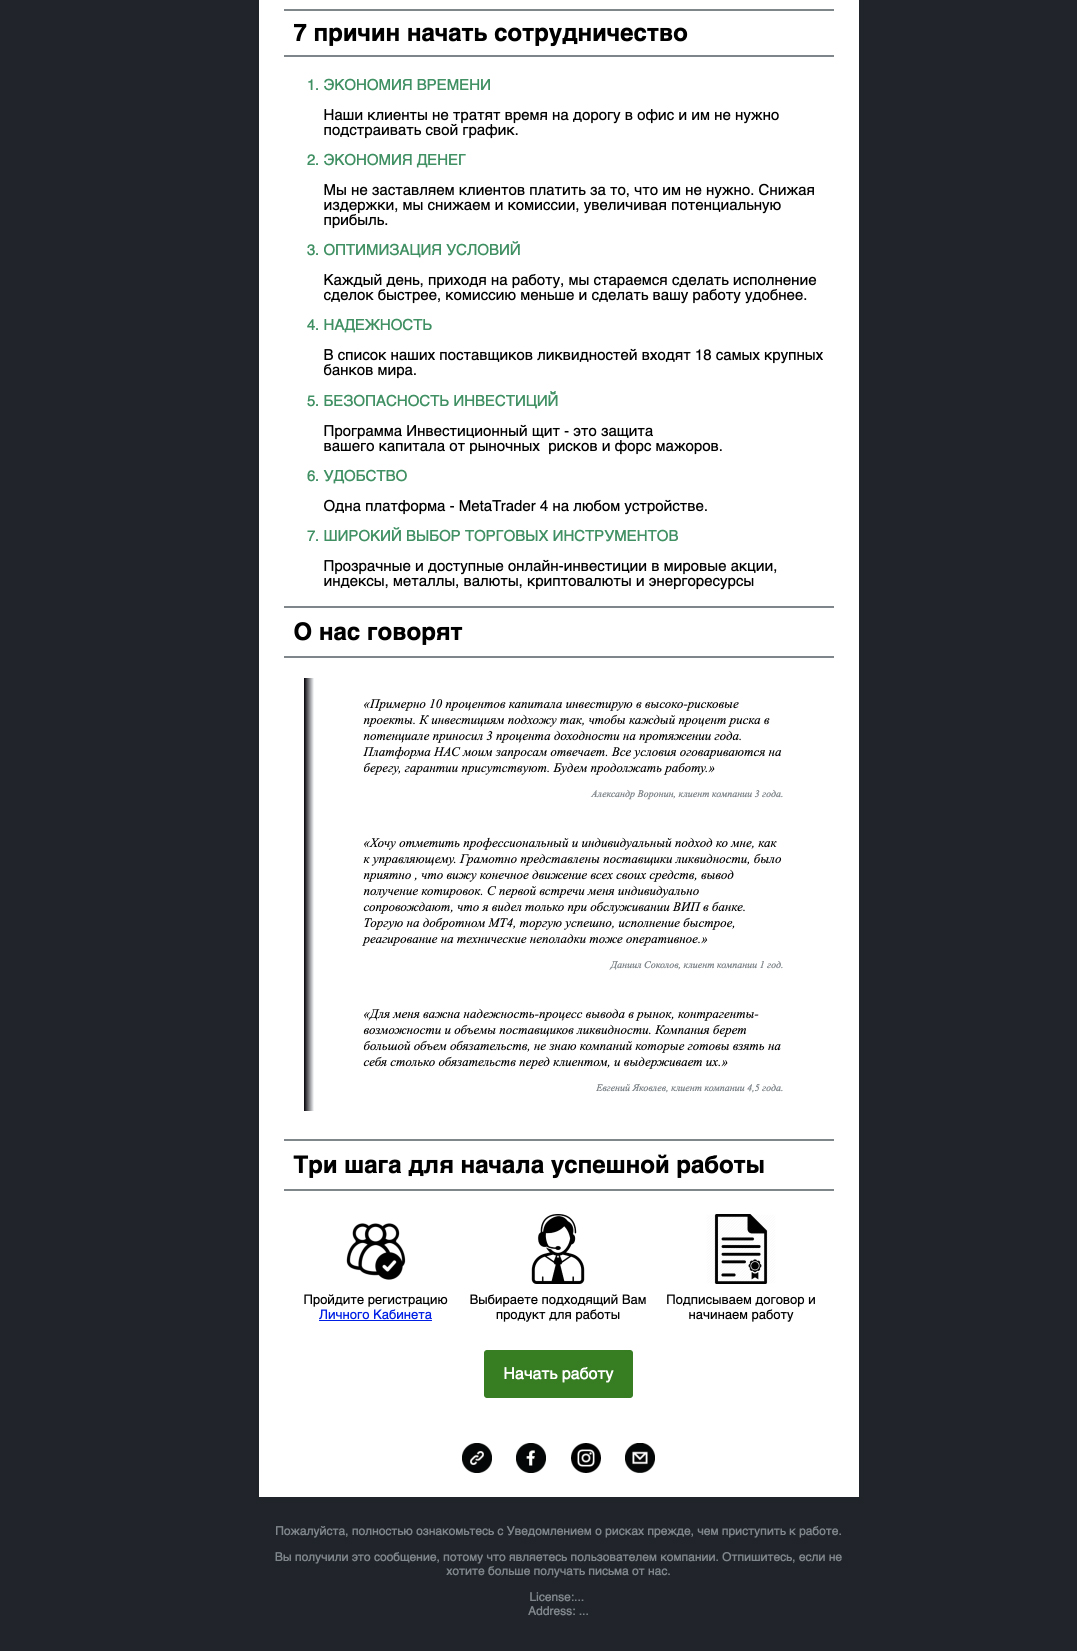 7 причин начать сотрудничество
1. ЭКОНОМИЯ ВРЕМЕНИ
Наши клиенты не тратят время на дорогу в офис и им не нужно
подстраивать свой график.
2. ЭКОНОМИЯ ДЕНЕГ
Мы не заставляем клиентов платить за то, что им не нужно. Снижая
издержки, мы снижаем и комиссии, увеличивая потенциальную
прибыль.
3. ОПТИМИЗАЦИЯ УСЛОВИЙ
Каждый день, приходя на работу, мы стараемся сделать исполнение
сделок быстрее, комиссию меньше и сделать вашу работу удобнее.
4. НАДЕЖНОСТЬ
В список наших поставщиков ликвидностей входят 18 самых крупных
банков мира.
5. БЕЗОПАСНОСТЬ ИНВЕСТИЦИЙ
Программа Инвестиционный щит - это защита
вашего капитала от рыночных  рисков и форс мажоров.
6. УДОБСТВО
Одна платформа - MetaTrader 4 на любом устройстве.
7. ШИРОКИЙ ВЫБОР ТОРГОВЫХ ИНСТРУМЕНТОВ
Прозрачные и доступные онлайн-инвестиции в мировые акции,
индексы, металлы, валюты, криптовалюты и энергоресурсы
О нас говорят
«Примерно 10 процентов капитала инвестирую в высоко-рисковые
проекты. К инвестициям подхожу так, чтобы каждый процент риска в
потенциале приносил 3 процента доходности на протяжении года.
Платформа НАС моим запросам отвечает. Все условия оговариваются на
берегу, гарантии присутствуют. Будем продолжать работу.»
Александр Воронин, клиент компании 3 года.
«Хочу отметить профессиональный и индивидуальный подход ко мне, как
к управляющему. Грамотно представлены поставщики ликвидности, было
приятно , что вижу конечное движение всех своих средств, вывод
получение котировок. С первой встречи меня индивидуально
сопровождают, что я видел только при обслуживании ВИП в банке.
Торгую на добротном МТ4, торгую успешно, исполнение быстрое,
реагирование на технические неполадки тоже оперативное.»
Даниил Соколов, клиент компании 1 год.
«Для меня важна надежность-процесс вывода в рынок, контрагенты-
возможности и объемы поставщиков ликвидности. Компания берет
большой объем обязательств, не знаю компаний которые готовы взять на
себя столько обязательств перед клиентом, и выдерживает их.»
Евгений Яковлев, клиент компании 4,5 года.
Три шага для начала успешной работы
Пройдите регистрацию
Личного Кабинета
Выбираете подходящий Вам
продукт для работы
Подписываем договор и
начинаем работу
Начать работу
Пожалуйста, полностью ознакомьтесь с Уведомлением о рисках прежде, чем приступить к работе.
Вы получили это сообщение, потому что являетесь пользователем компании. Отпишитесь, если не
хотите больше получать письма от нас.
License:...
Address: ...